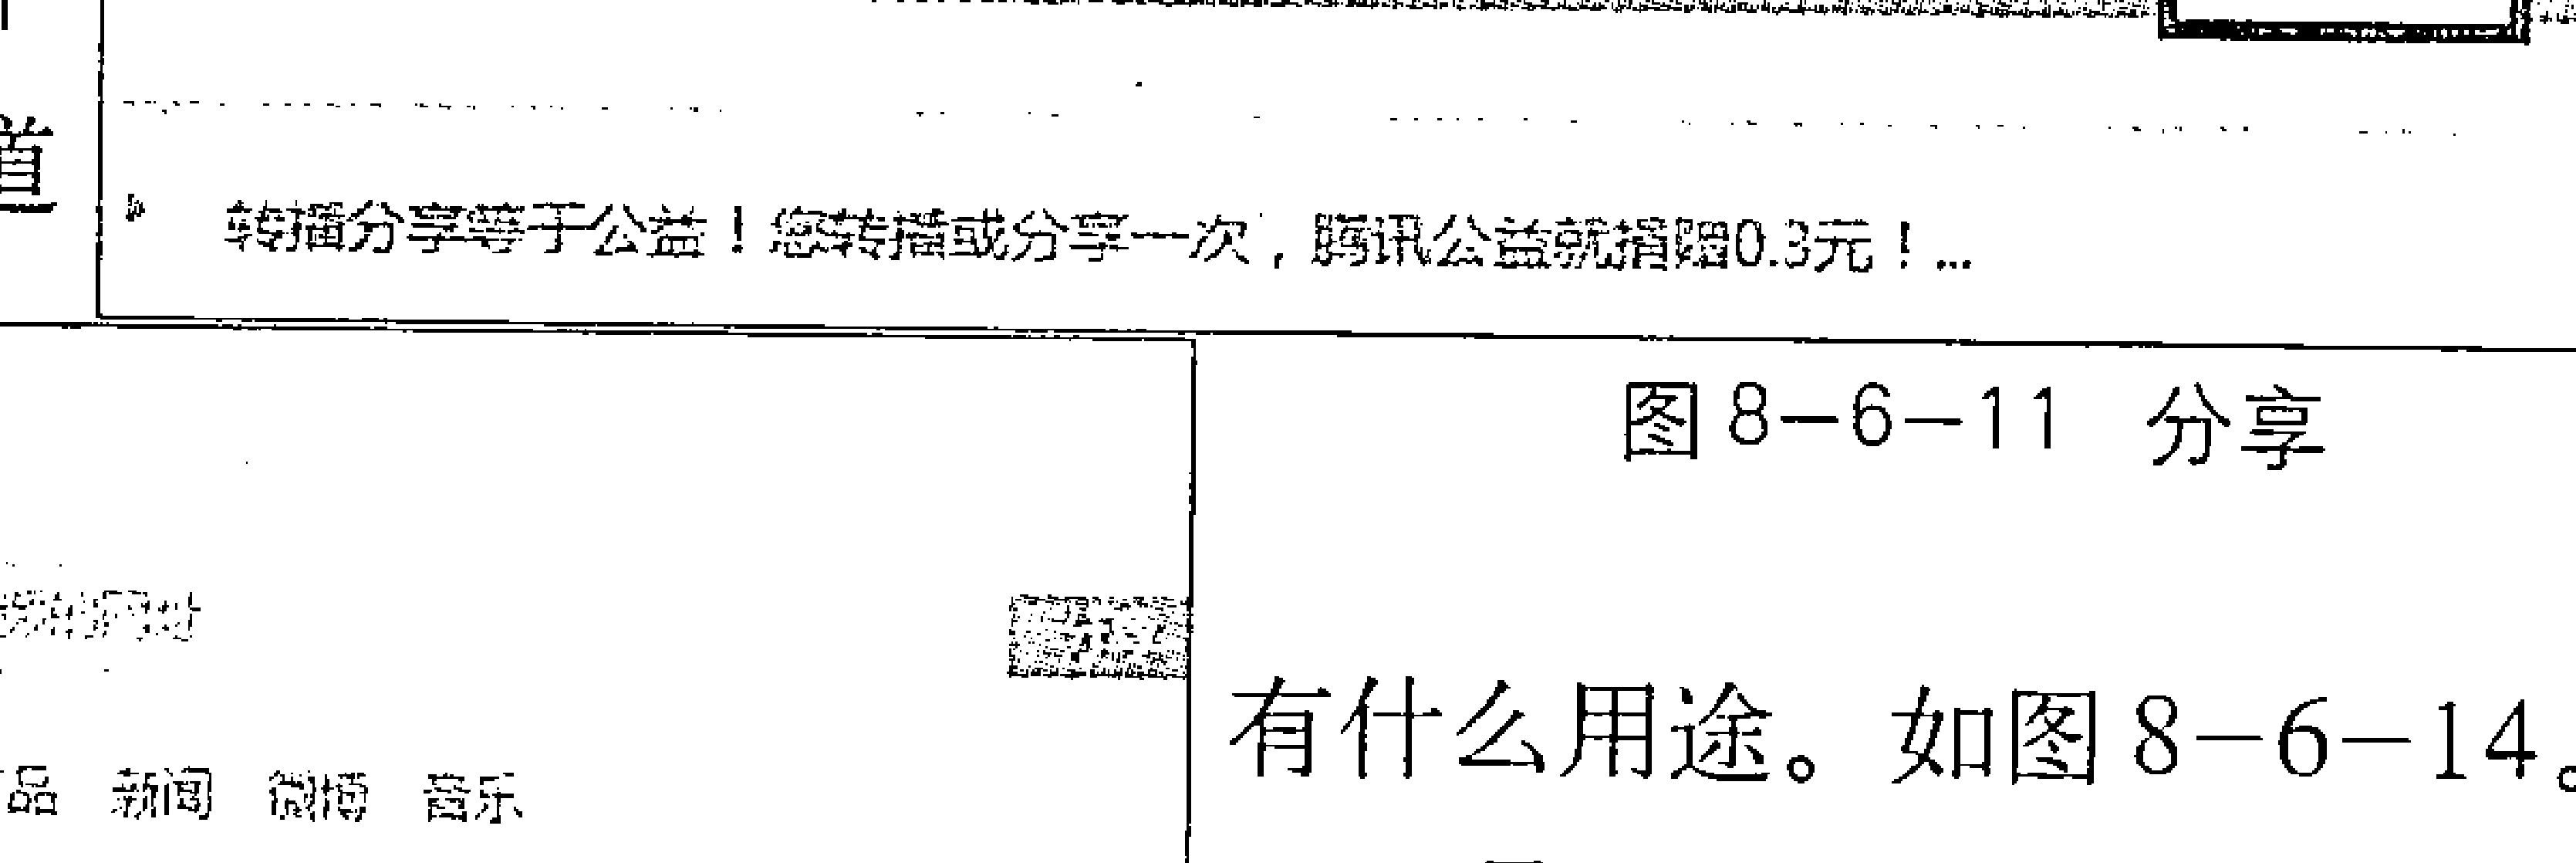 转播分享等于公益！您转播或分享一次，腾讯公益就捐赠0.3元！...
图8-6-11 分享
有什么用途。如图8-6-14。
品 新闻 微博 音乐